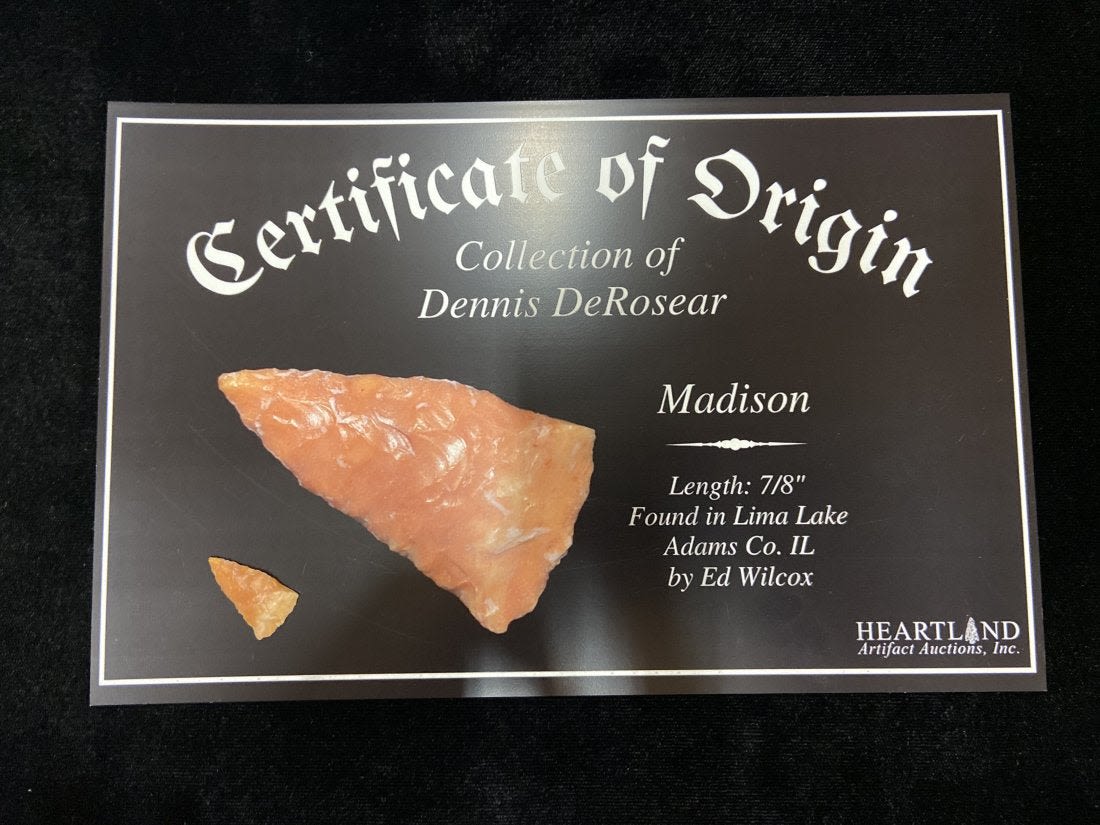 Certificate of Origin
Collection of
Dennis DeRosear
Madison
Length: 7/8"
Found in Lima Lake
Adams Co. IL
by Ed Wilcox
HEARTLAND
Artifact Auctions, Inc.